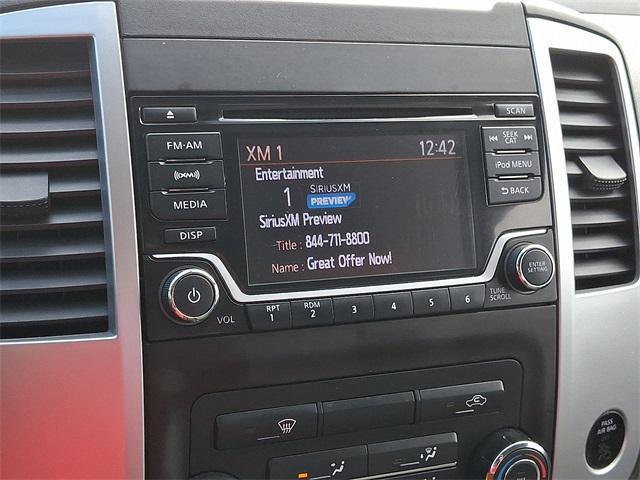 SCAN
FM·AM
XM
MEDIA
DISP
XM 1 12:42
Entertainment
1 SIRIUSXM
PREVIEW
SiriusXM Preview
Title : 844-711-8800
Name : Great Offer Now!
SEEK
CAT
iPod MENU
BACK
ENTER
SETTING
TUNE
SCROLL
VOL
RPT
1
RDM
2
3
4
5
6
PASS
AIR BAG